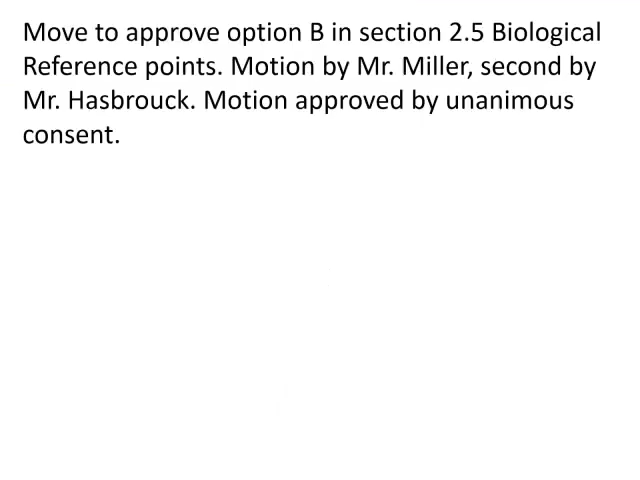 Move to approve option B in section 2.5 Biological
Reference points. Motion by Mr. Miller, second by
Mr. Hasbrouck. Motion approved by unanimous
consent.